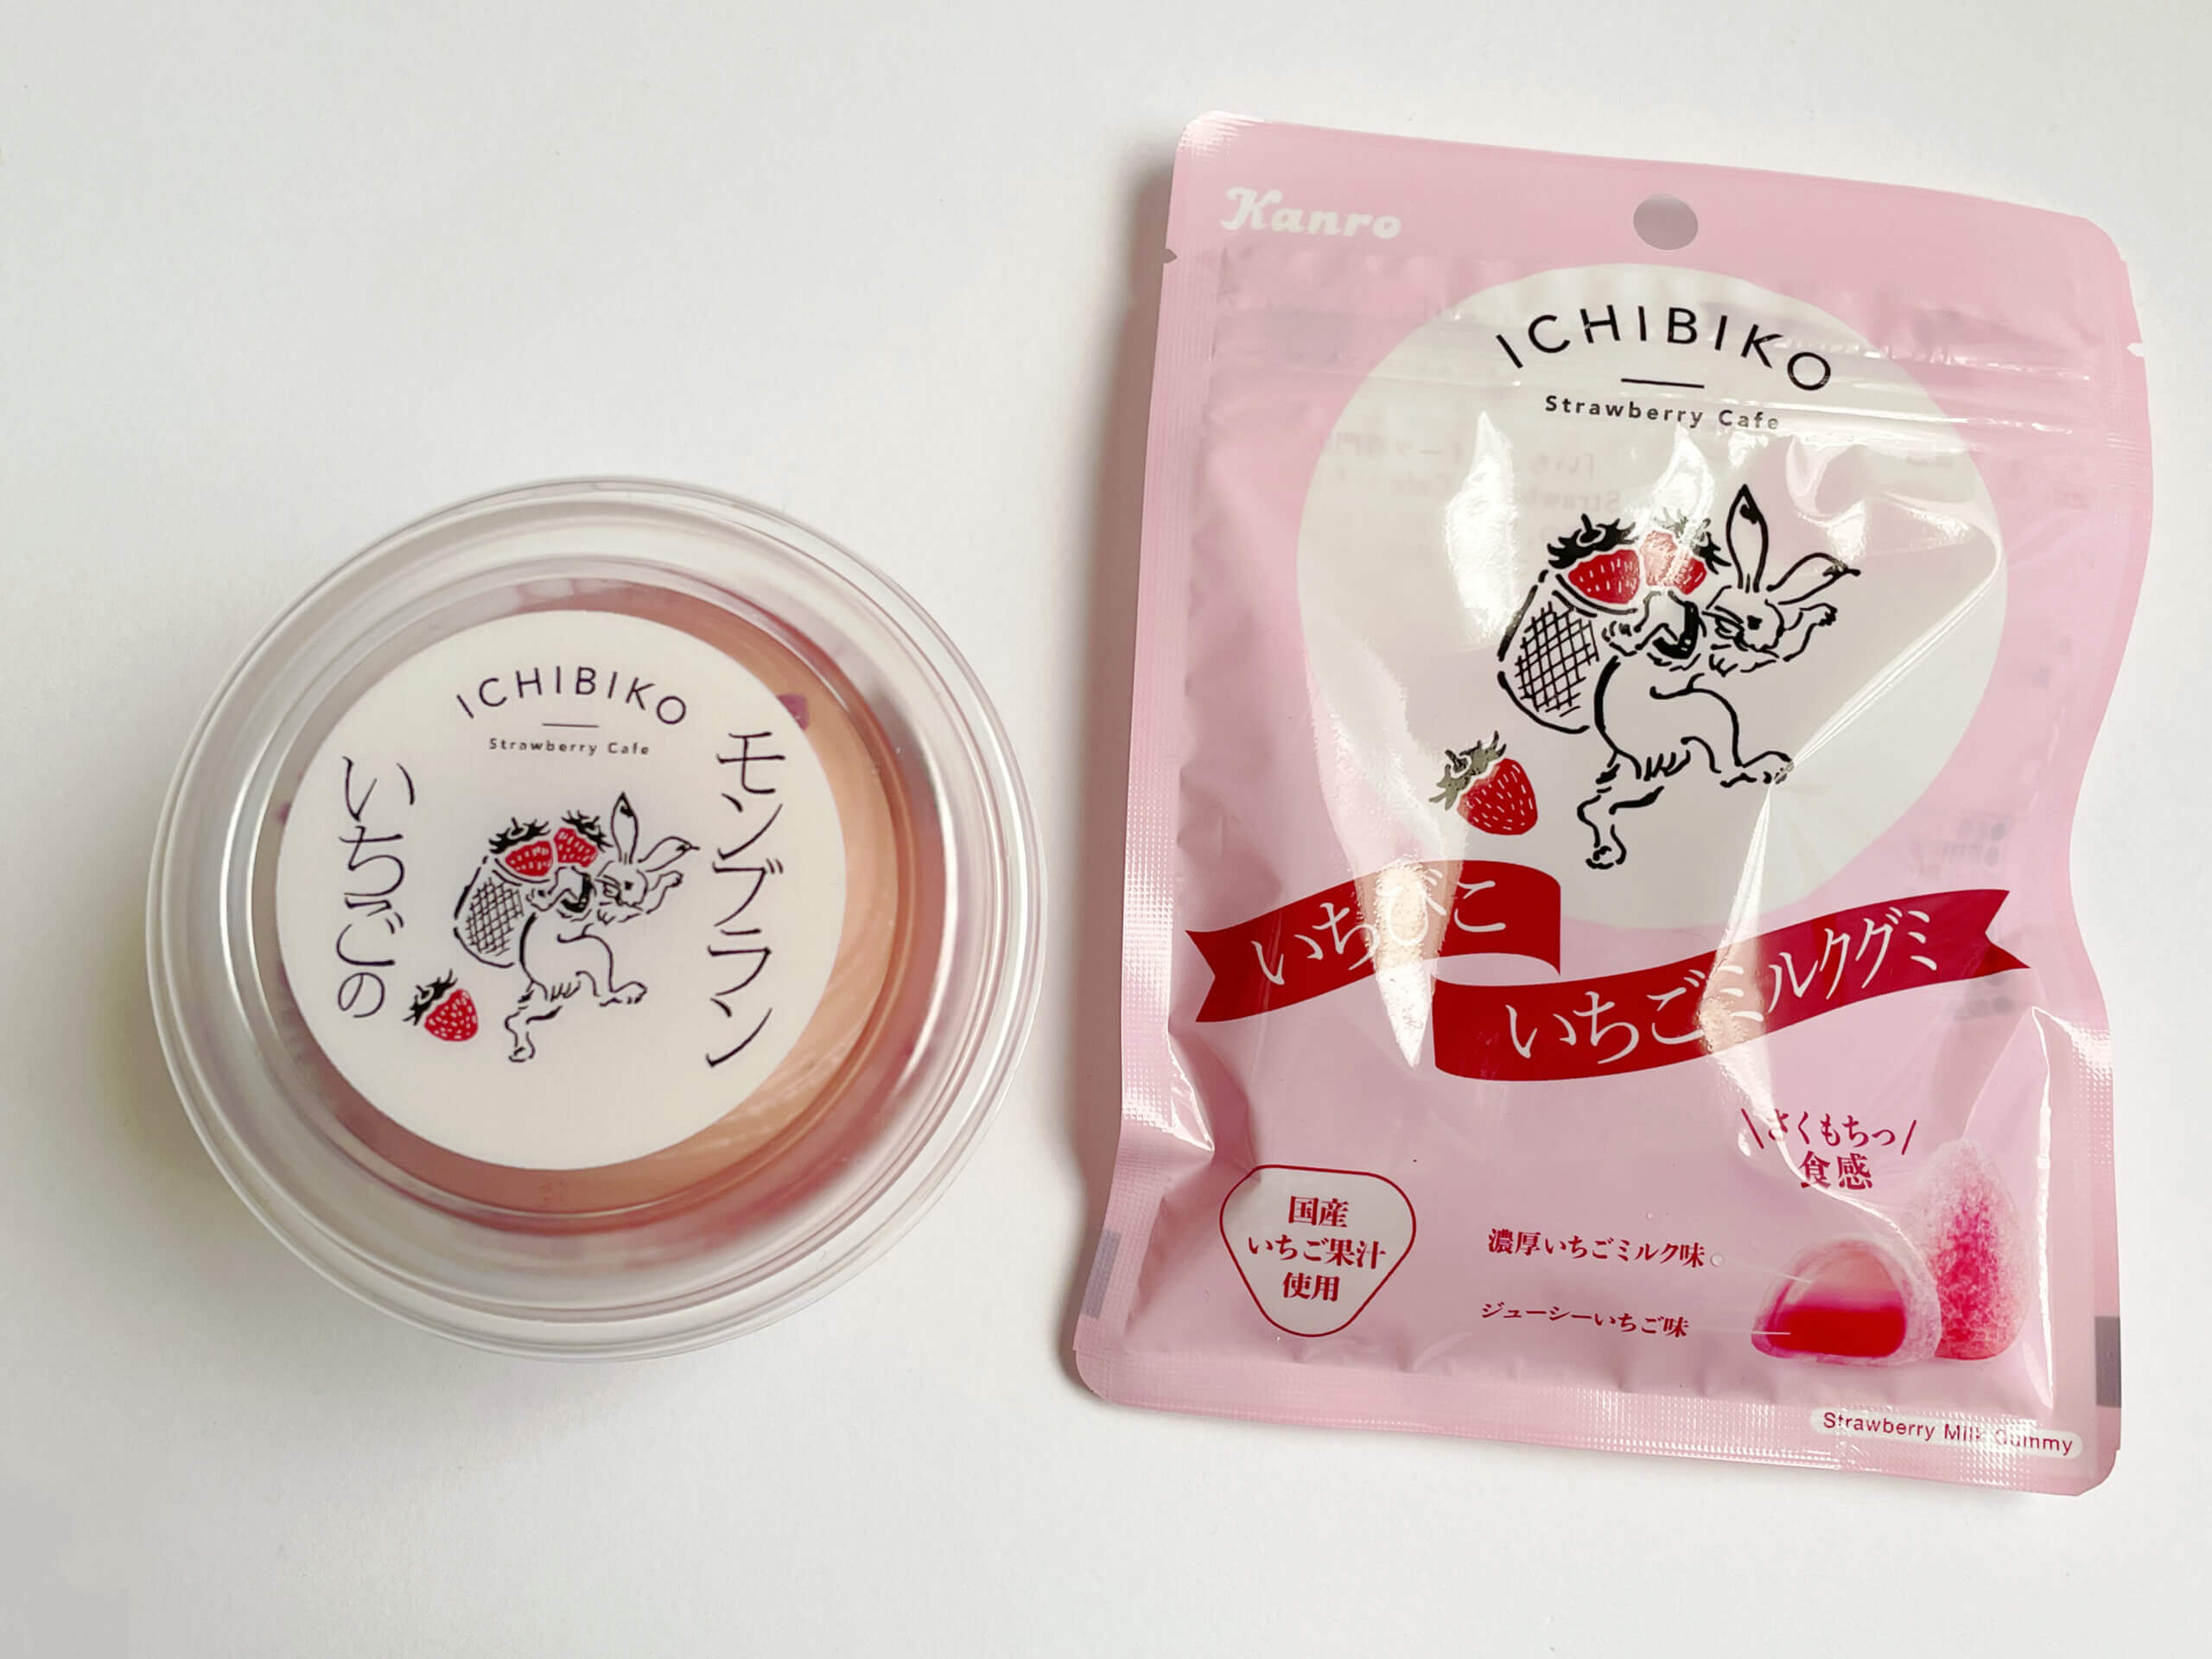 ICHIBIKO
Strawberry Cafe
いちごの
モンブラン
Kanro
ICHIBIKO
Strawberry Cafe
いちびこ
いちごミルクグミ
さくもちっ
食感
国産
いちご果汁
使用
濃厚いちごミルク味
ジューシーいちご味
Strawberry Milk Gummy